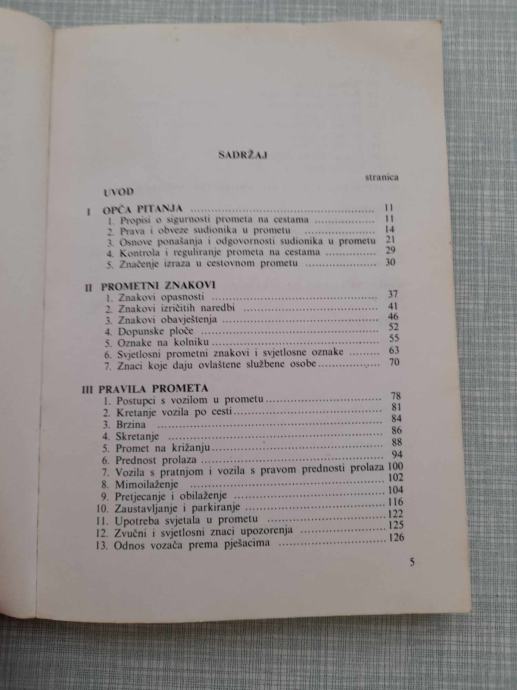 SADRŽAJ
stranica
UVOD
I OPĆA PITANJA ........ 11
1. Propisi o sigurnosti prometa na cestama ........ 11
2. Prava i obveze sudionika u prometu ........ 14
3. Osnove ponašanja i odgovornosti sudionika u prometu 21
4. Kontrola i reguliranje prometa na cestama ........ 29
5. Značenje izraza u cestovnom prometu ........ 30
II PROMETNI ZNAKOVI
1. Znakovi opasnosti ........ 37
2. Znakovi izričitih naredbi ........ 41
3. Znakovi obavještenja ........ 46
4. Dopunske ploče ........ 52
5. Oznake na kolniku ........ 55
6. Svjetlosni prometni znakovi i svjetlosne oznake ........ 63
7. Znaci koje daju ovlaštene službene osobe ........ 70
III PRAVILA PROMETA
1. Postupci s vozilom u prometu ........ 78
2. Kretanje vozila po cesti ........ 81
3. Brzina ........ 84
4. Skretanje ........ 86
5. Promet na križanju ........ 88
6. Prednost prolaza ........ 94
7. Vozila s pratnjom i vozila s pravom prednosti prolaza 100
8. Mimoilaženje ........ 102
9. Pretjecanje i obilaženje ........ 104
10. Zaustavljanje i parkiranje ........ 116
11. Upotreba svjetala u prometu ........ 122
12. Zvučni i svjetlosni znaci upozorenja ........ 125
13. Odnos vozača prema pješacima ........ 126
5